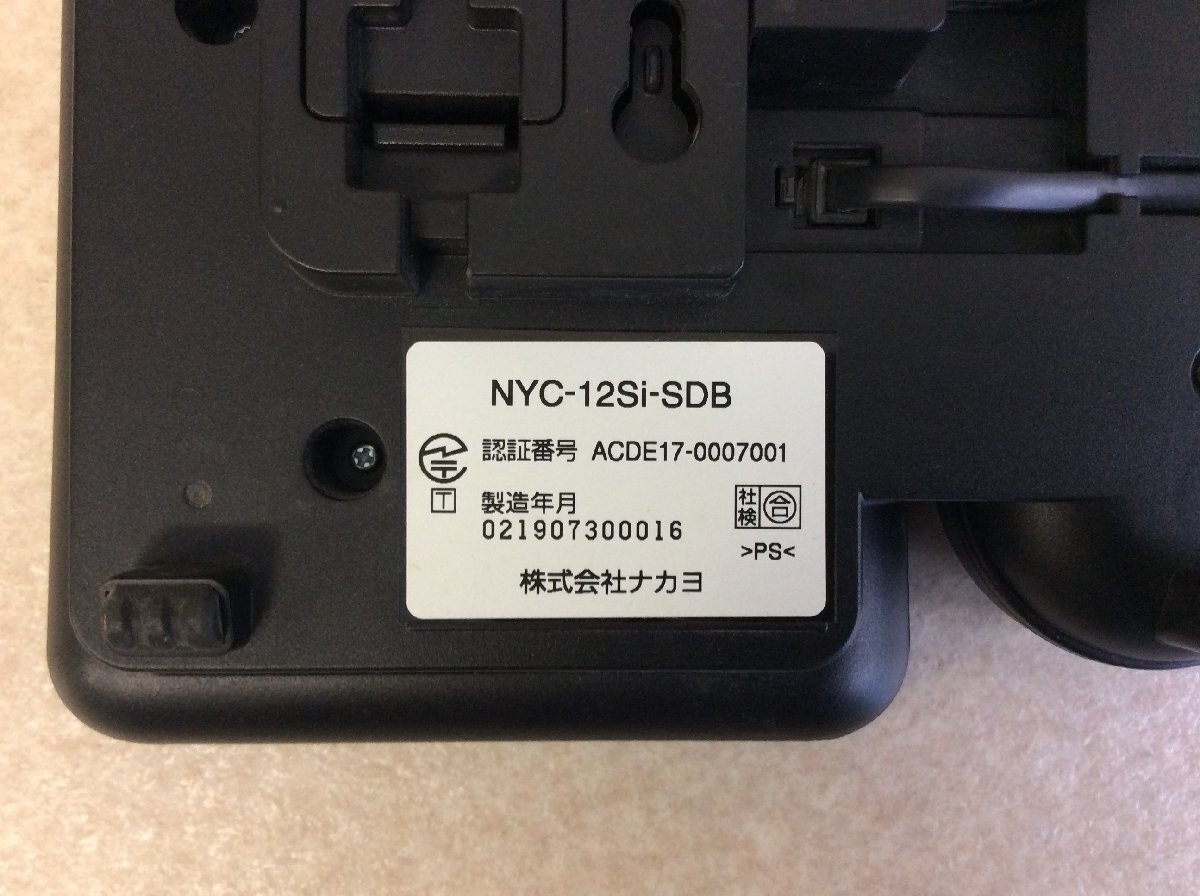 NYC-12Si-SDB
認証番号 ACDE17-0007001
T
製造年月
021907300016
社検 合
>PS<
株式会社ナカヨ